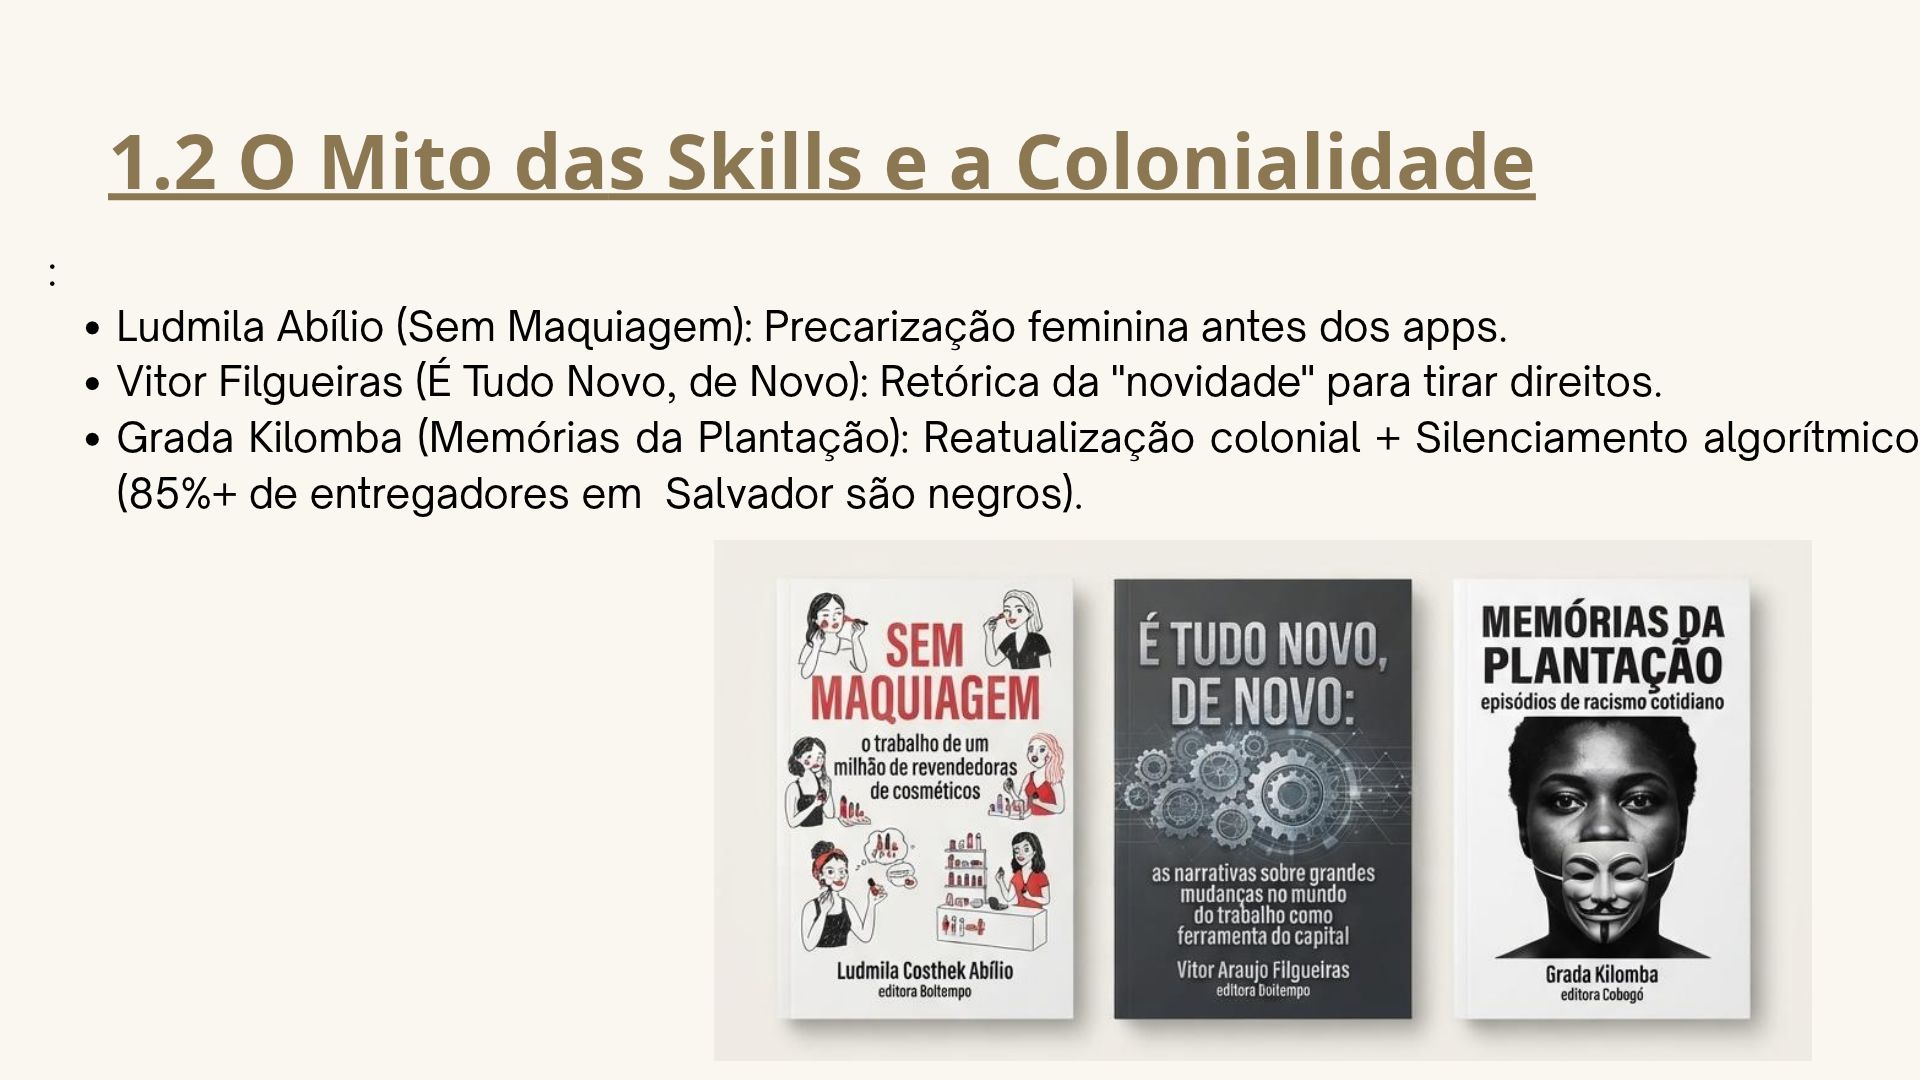 1.2 O Mito das Skills e a Colonialidade
:
• Ludmila Abílio (Sem Maquiagem): Precarização feminina antes dos apps.
• Vitor Filgueiras (É Tudo Novo, de Novo): Retórica da "novidade" para tirar direitos.
• Grada Kilomba (Memórias da Plantação): Reatualização colonial + Silenciamento algorítmico
(85%+ de entregadores em  Salvador são negros).
SEM
MAQUIAGEM
o trabalho de um
milhão de revendedoras
de cosméticos
Ludmila Costhek Abílio
editora Boltempo
É TUDO NOVO,
DE NOVO:
as narrativas sobre grandes
mudanças no mundo
do trabalho como
ferramenta do capital
Vitor Araujo Filgueiras
editora Doitempo
MEMÓRIAS DA
PLANTAÇÃO
episódios de racismo cotidiano
Grada Kilomba
editora Cobogó